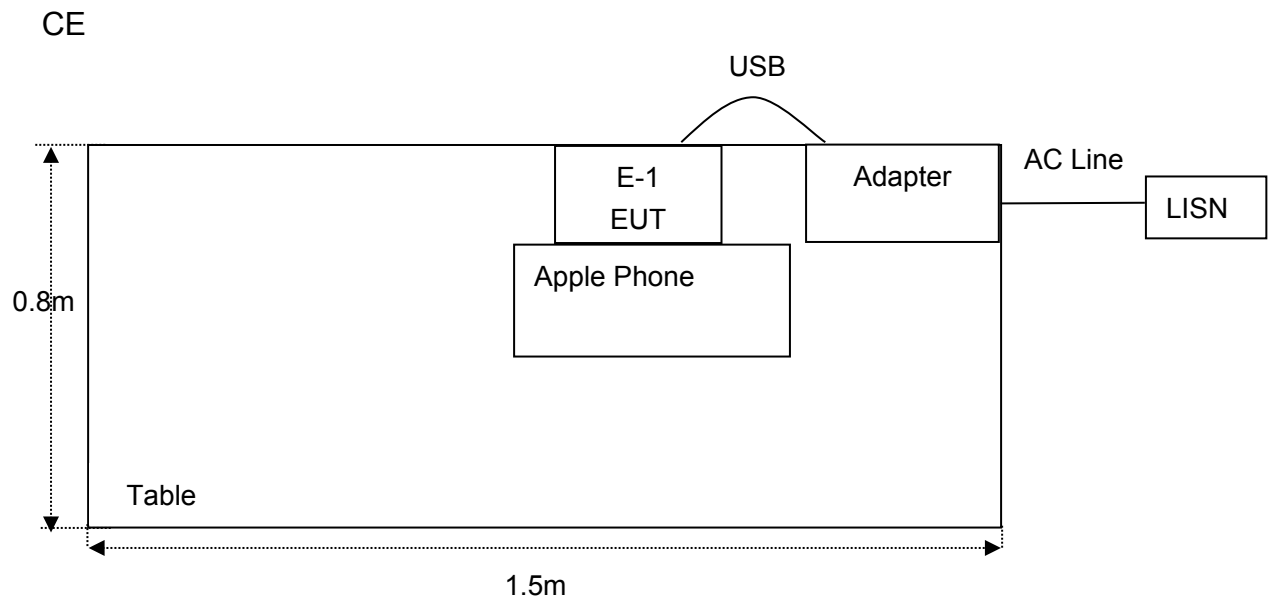 CE
USB
E-1
EUT
Adapter
AC Line
LISN
Apple Phone
0.8m
Table
1.5m